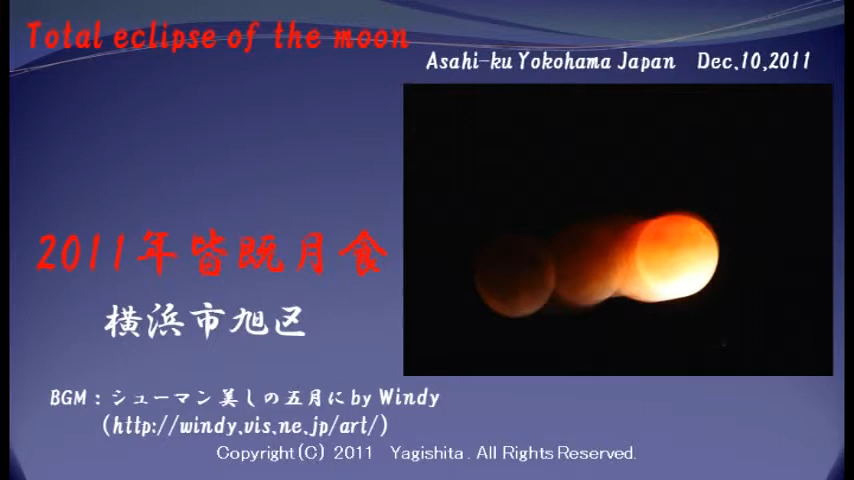 Total eclipse of the moon
Asahi-ku Yokohama Japan Dec.10,2011
2011年皆既月食
横浜市旭区
BGM：シューマン 美しの五月に by Windy
(http://windy.vis.ne.jp/art/)
Copyright(C) 2011 Yagishita. All Rights Reserved.